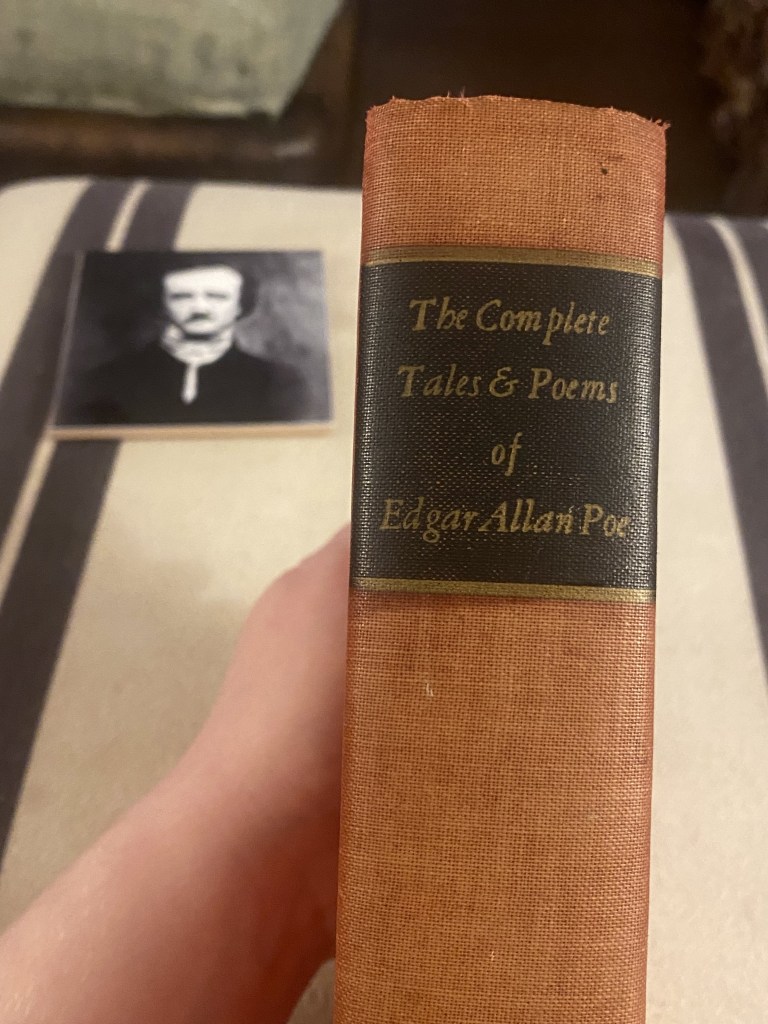 The Complete
Tales & Poems
of
Edgar Allan Poe